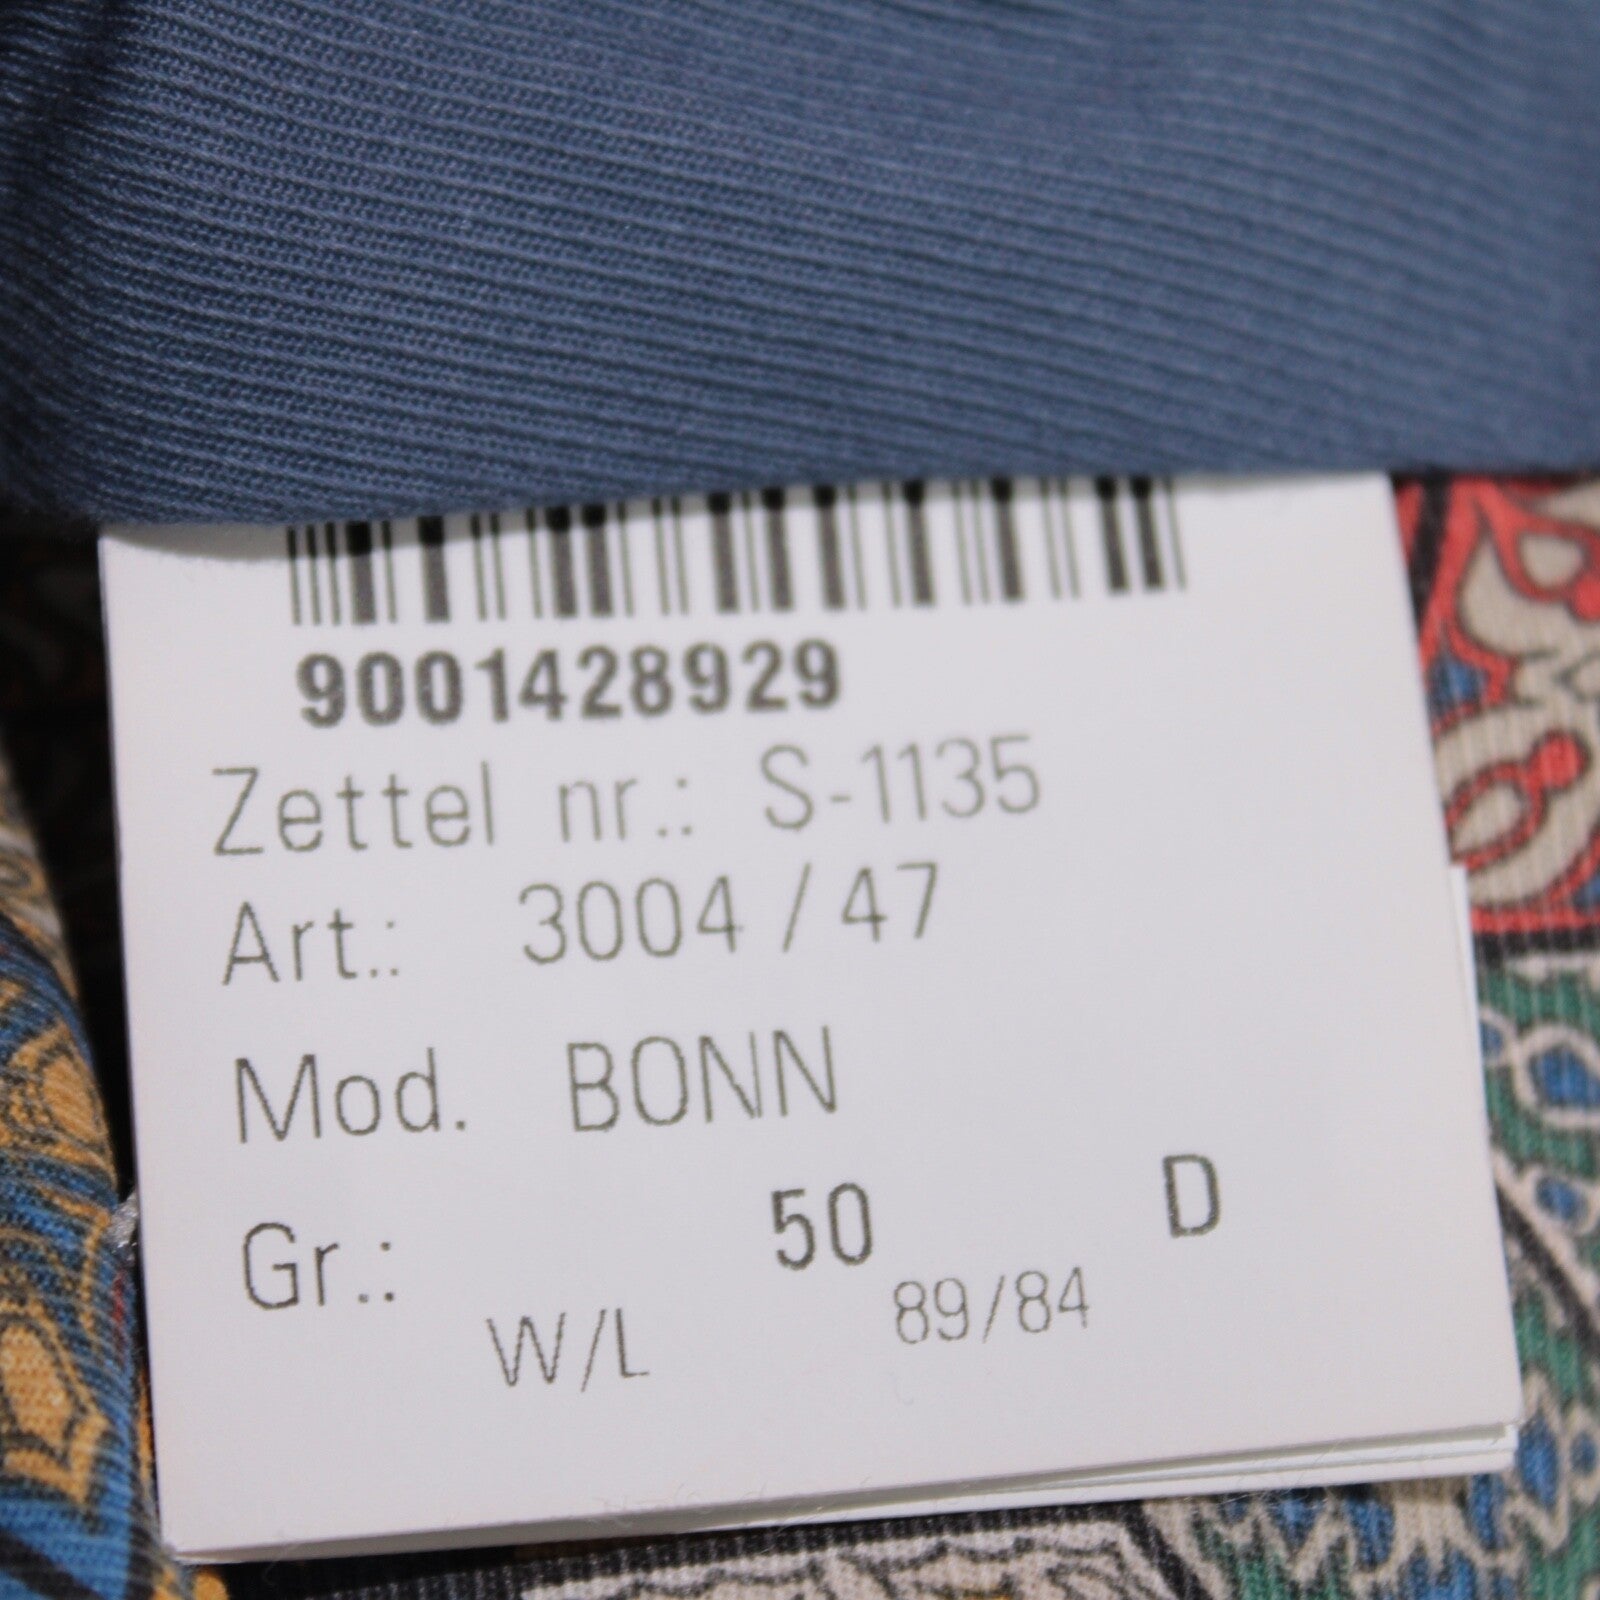 9001428929
Zettel nr.: S-1135
Art.: 3004 / 47
Mod. BONN
Gr.: 50 D
W/L 89/84